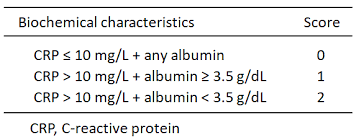 Biochemical characteristics Score
CRP ≤ 10 mg/L + any albumin 0
CRP > 10 mg/L + albumin ≥ 3.5 g/dL 1
CRP > 10 mg/L + albumin < 3.5 g/dL 2
CRP, C-reactive protein